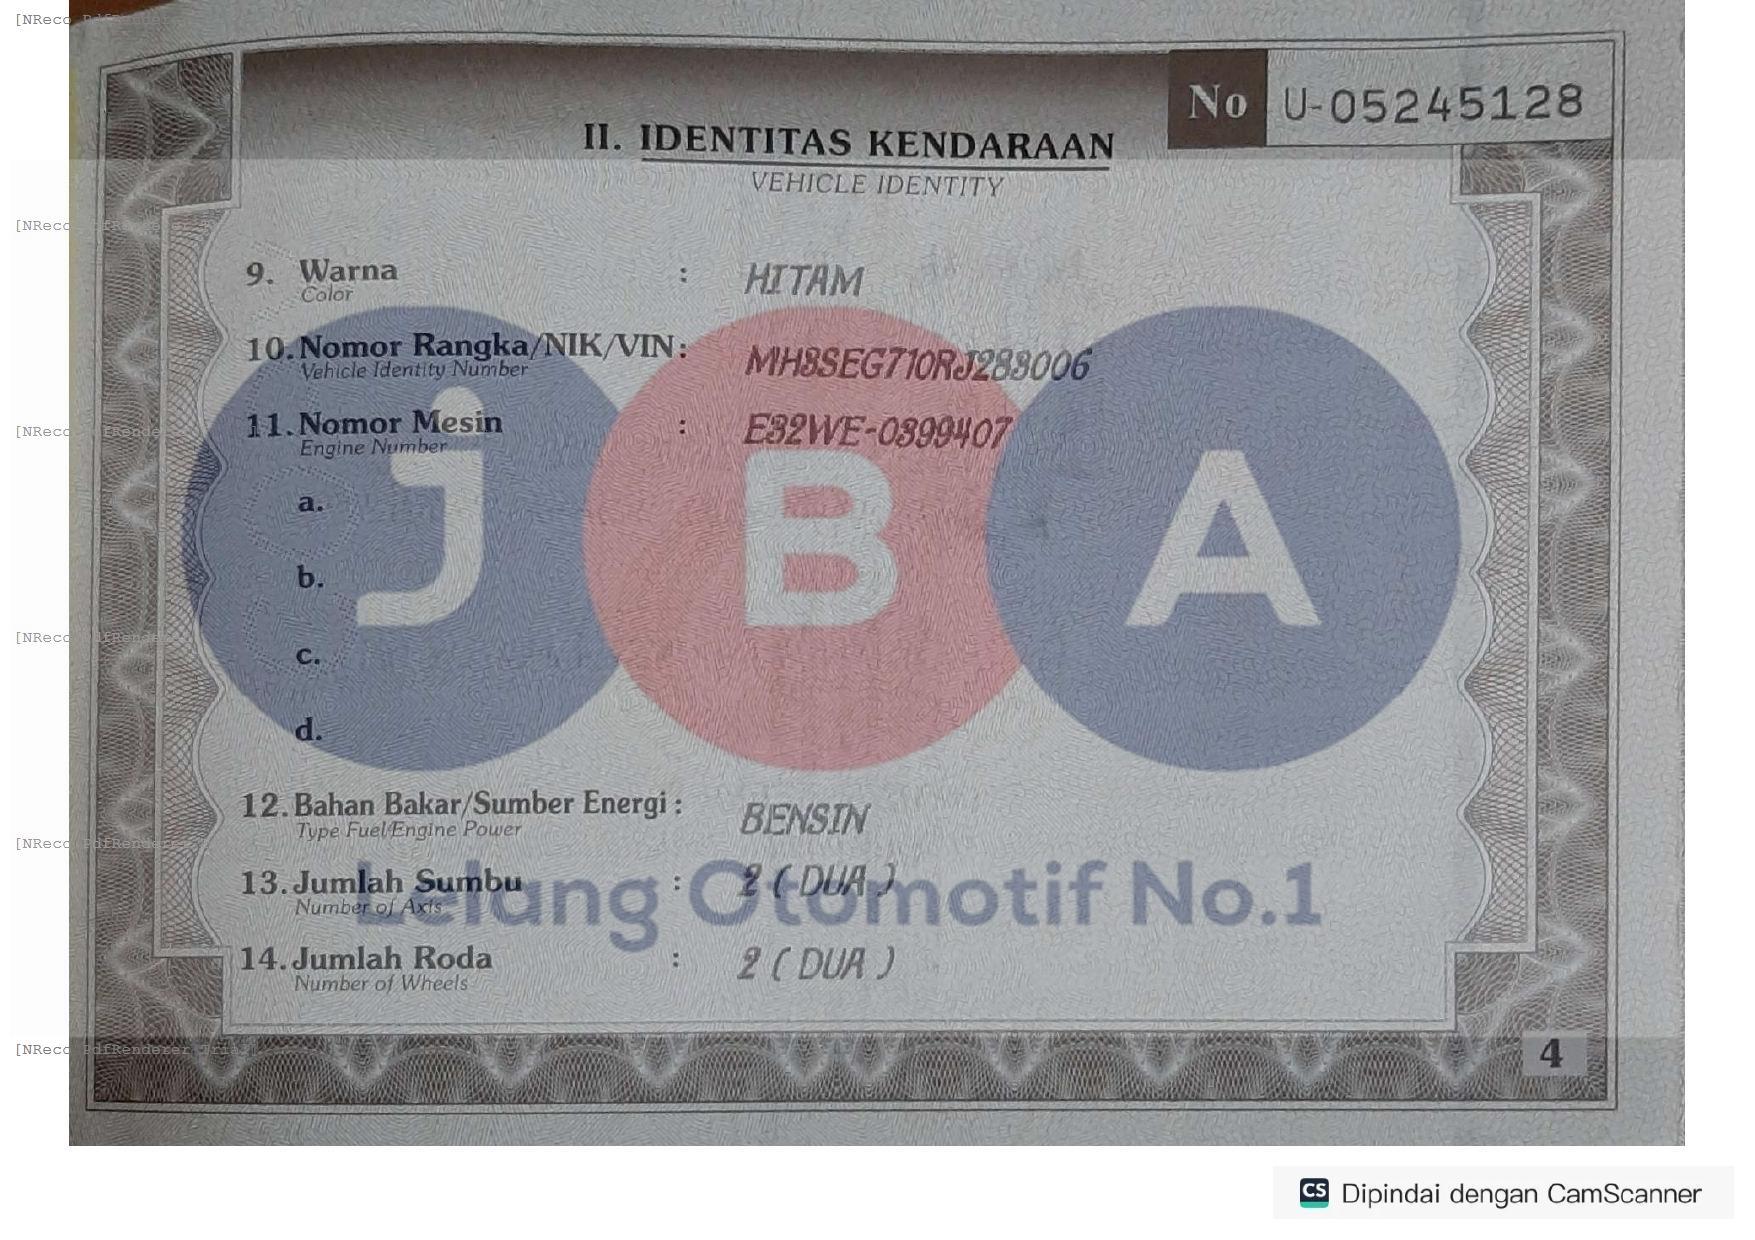 No U-05245128
II. IDENTITAS KENDARAAN
VEHICLE IDENTITY
9. Warna : HITAM
Color
10. Nomor Rangka/NIK/VIN: MH8SEG710RJ288006
Vehicle Identity Number
11. Nomor Mesin : E32WE-0399407
Engine Number
a.
b.
c.
d.
J B A
12. Bahan Bakar/Sumber Energi : BENSIN
Type Fuel/Engine Power
13. Jumlah Sumbu : 2 ( DUA )
Number of Axis
Lelang Otomotif No.1
14. Jumlah Roda : 2 ( DUA )
Number of Wheels
4
CS Dipindai dengan CamScanner